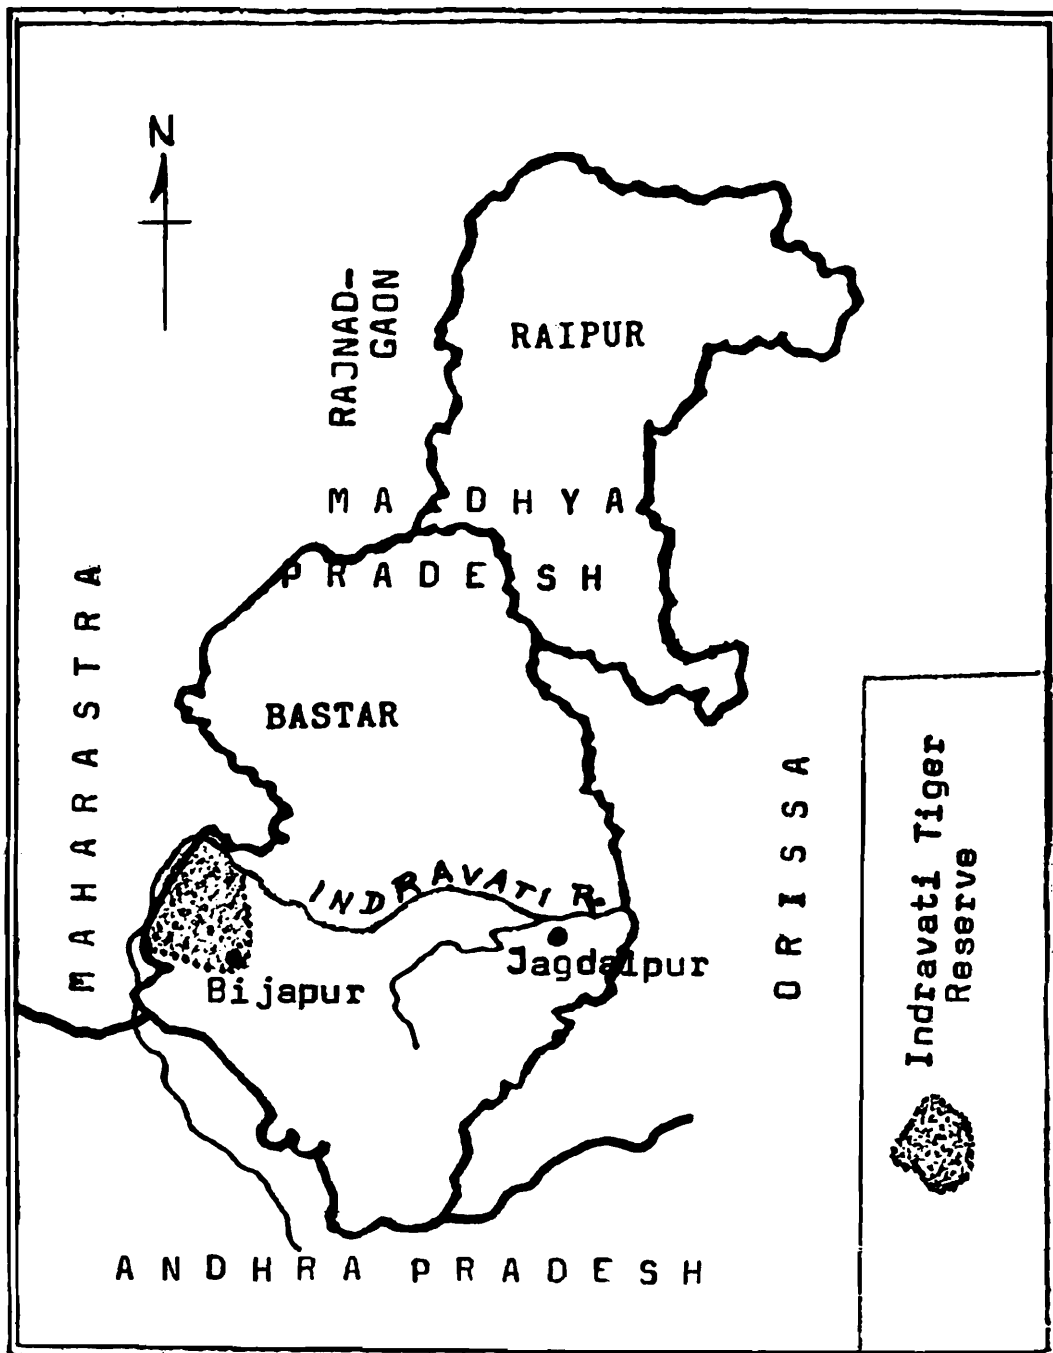 N
RAJNAD-
GAON
RAIPUR
MADHYA
PRADESH
MAHARASTRA
BASTAR
ORISSA
INDRAVATI R.
Jagdalpur
Bijapur
ANDHRA PRADESH
Indravati Tiger
Reserve